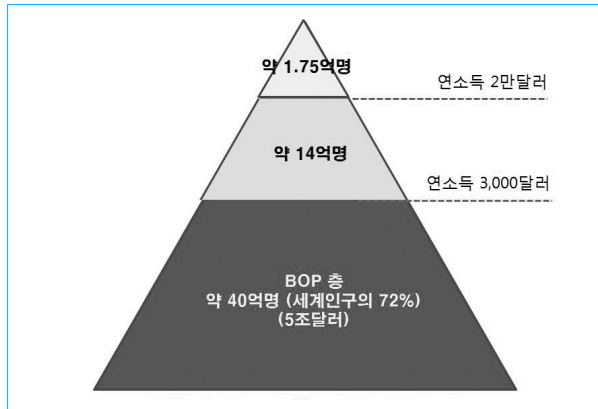 약 1.75억명
연소득 2만달러
약 14억명
연소득 3,000달러
BOP 층
약 40억명 (세계인구의 72%)
(5조달러)